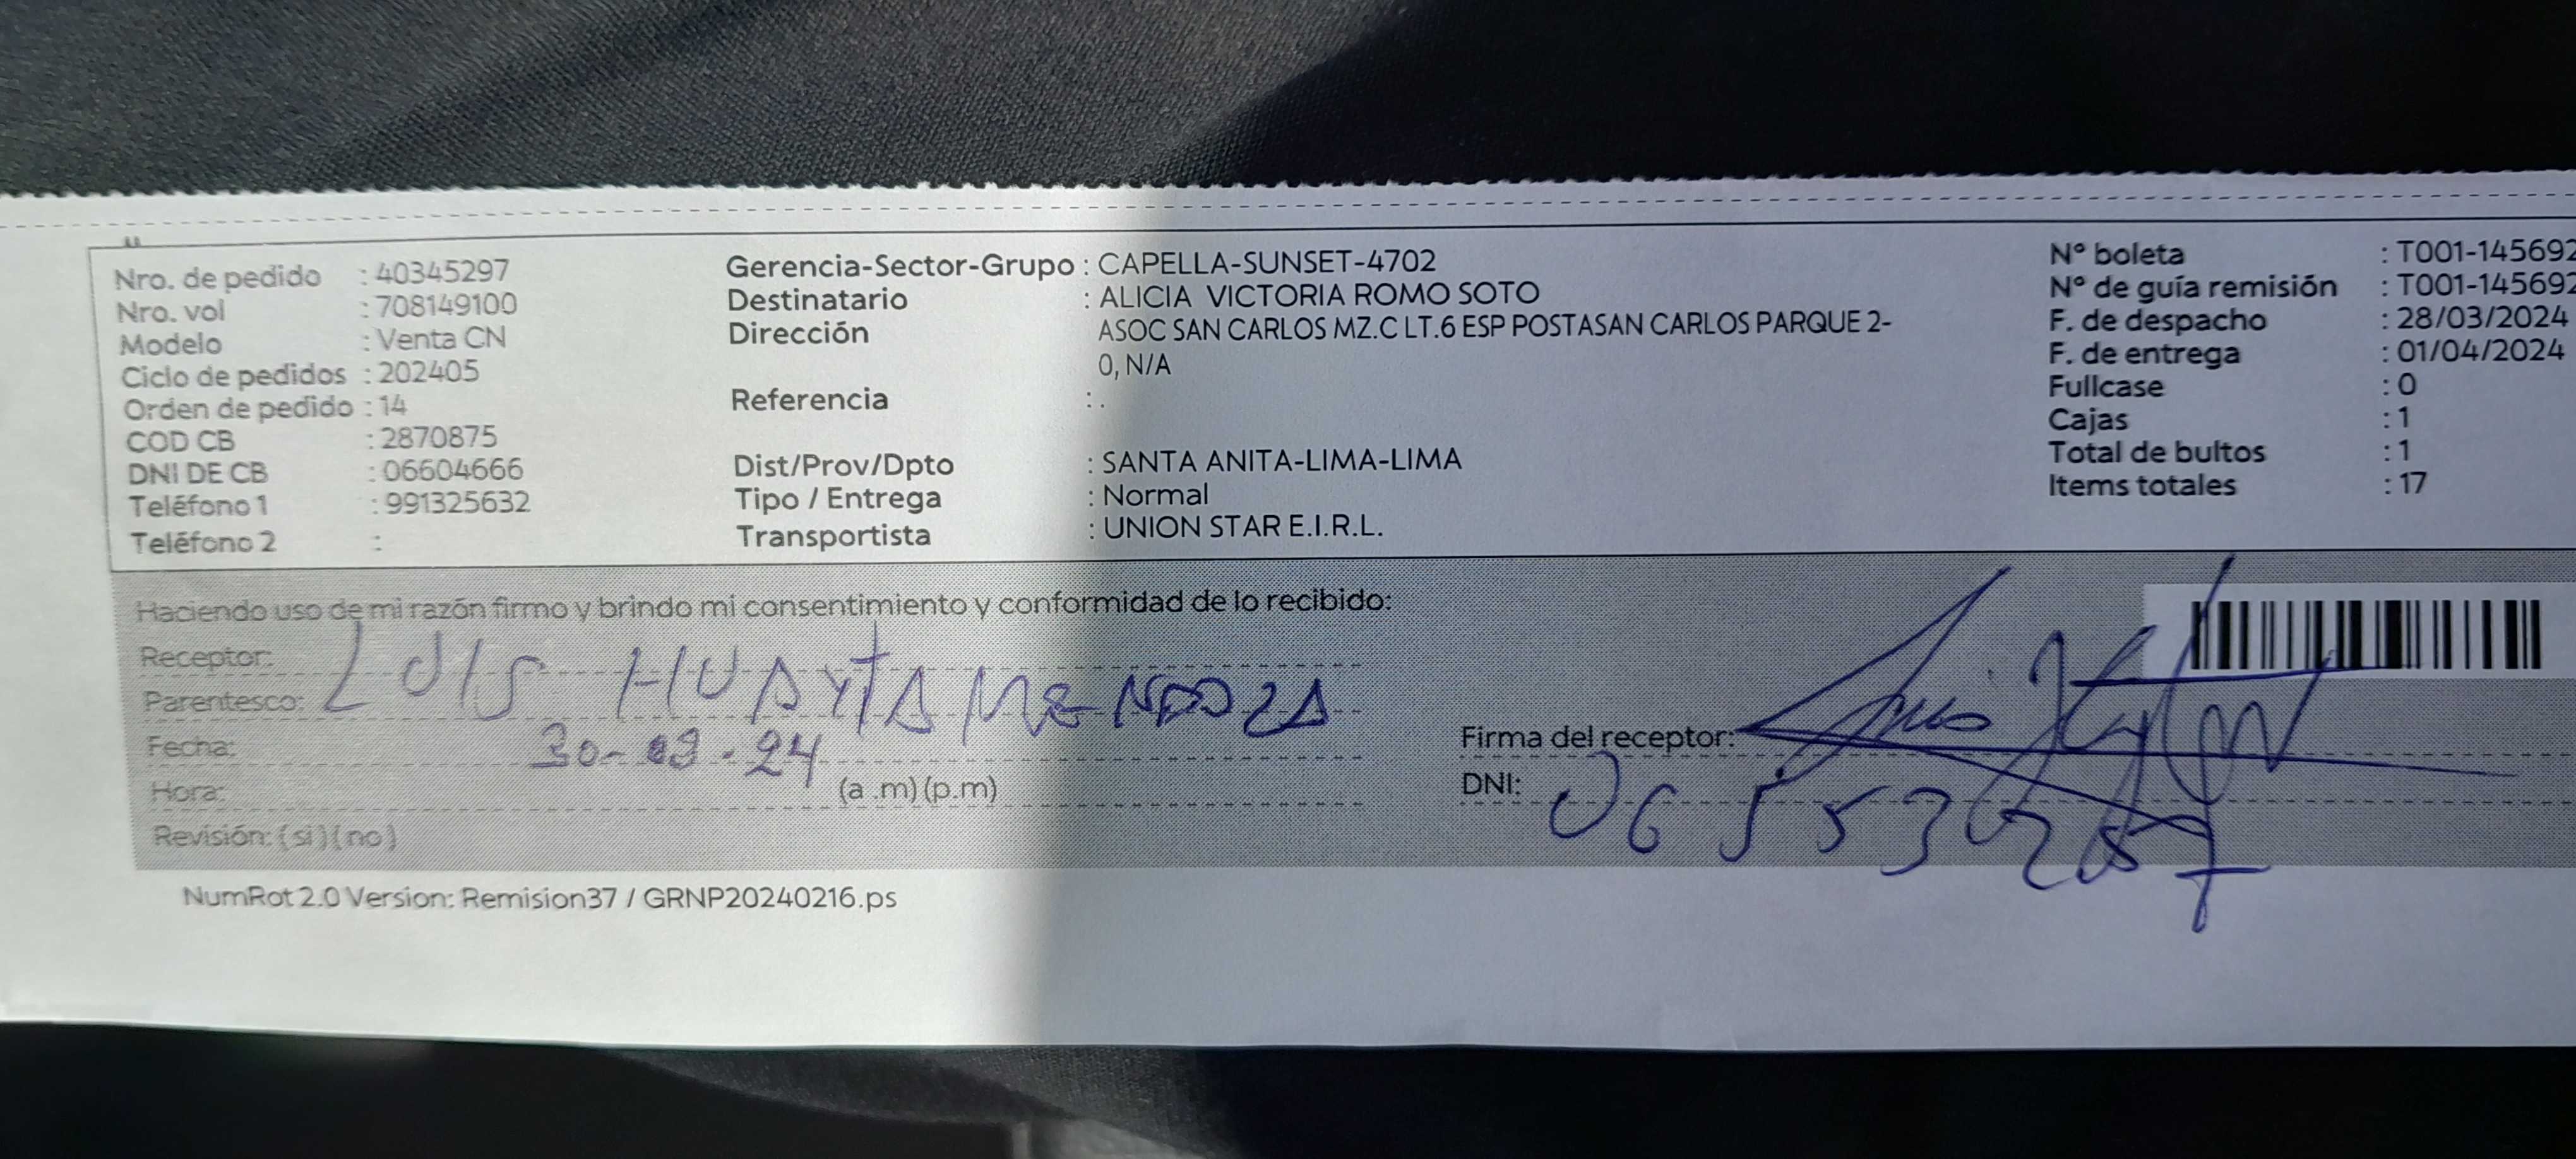 Nro. de pedido : 40345297
Nro. vol : 708149100
Modelo : Venta CN
Ciclo de pedidos : 202405
Orden de pedido : 14
COD CB : 2870875
DNI DE CB : 06604666
Teléfono 1 : 991325632
Teléfono 2 :
Gerencia-Sector-Grupo : CAPELLA-SUNSET-4702
Destinatario : ALICIA VICTORIA ROMO SOTO
Dirección ASOC SAN CARLOS MZ.C LT.6 ESP POSTASAN CARLOS PARQUE 2-
0, N/A
Referencia : .
Dist/Prov/Dpto : SANTA ANITA-LIMA-LIMA
Tipo / Entrega : Normal
Transportista : UNION STAR E.I.R.L.
N° boleta : T001-145692
N° de guía remisión : T001-145692
F. de despacho : 28/03/2024
F. de entrega : 01/04/2024
Fullcase : 0
Cajas : 1
Total de bultos : 1
Items totales : 17
Haciendo uso de mi razón firmo y brindo mi consentimiento y conformidad de lo recibido:
Receptor: LUIS HUAYTA MENDOZA
Parentesco:
Fecha: 30-03-24
Hora: (a .m) (p.m)
Revisión: (si) (no)
Firma del receptor:
DNI:
NumRot 2.0 Version: Remision37 / GRNP20240216.ps